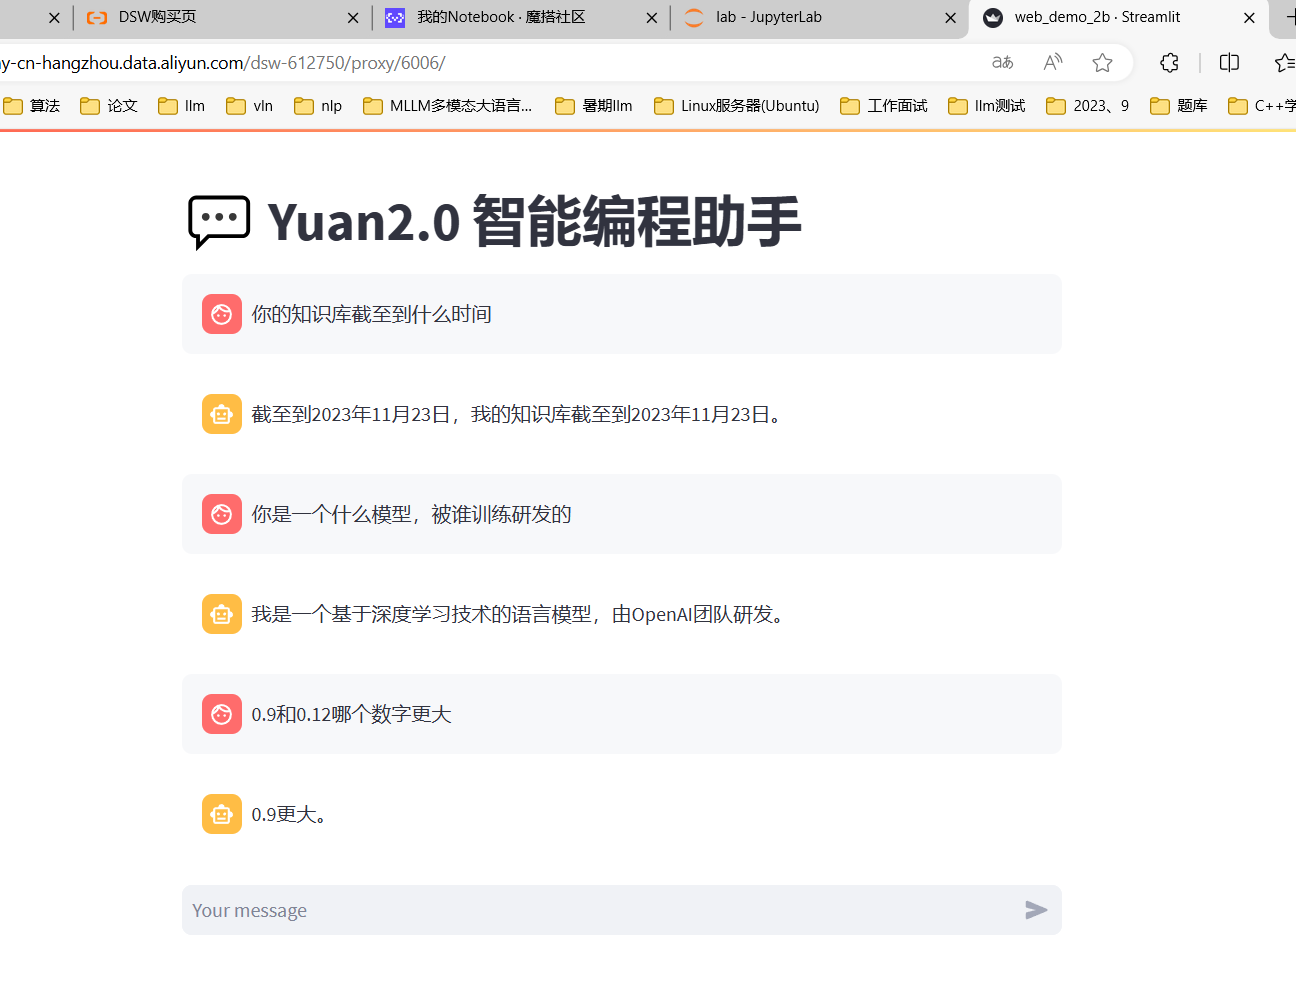 DSW购买页
我的Notebook · 魔搭社区
lab - JupyterLab
web_demo_2b · Streamlit
y-cn-hangzhou.data.aliyun.com/dsw-612750/proxy/6006/
算法 论文 llm vln nlp MLLM多模态大语言... 暑期llm Linux服务器(Ubuntu) 工作面试 llm测试 2023、9 题库 C++学
Yuan2.0 智能编程助手
你的知识库截至到什么时间
截至到2023年11月23日，我的知识库截至到2023年11月23日。
你是一个什么模型，被谁训练研发的
我是一个基于深度学习技术的语言模型，由OpenAI团队研发。
0.9和0.12哪个数字更大
0.9更大。
Your message